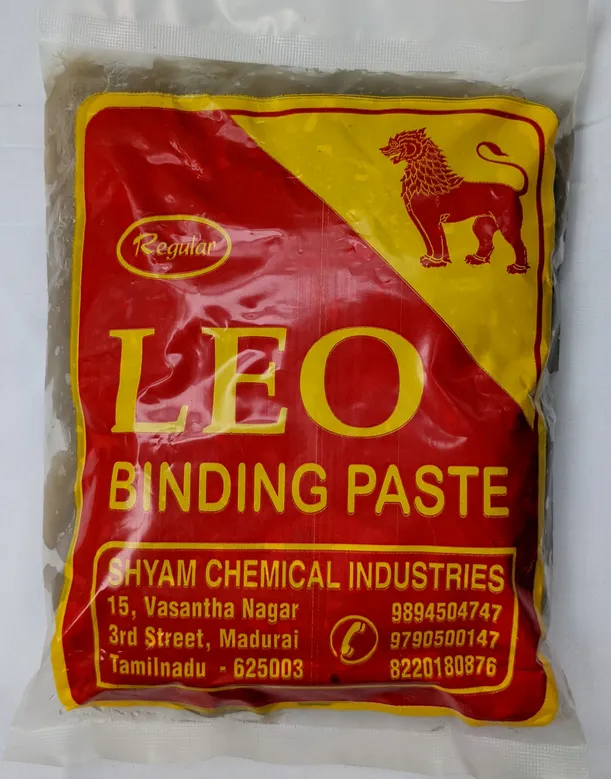 Regular
LEO
BINDING PASTE
SHYAM CHEMICAL INDUSTRIES
15, Vasantha Nagar 9894504747
3rd Street, Madurai 9790500147
Tamilnadu - 625003 8220180876